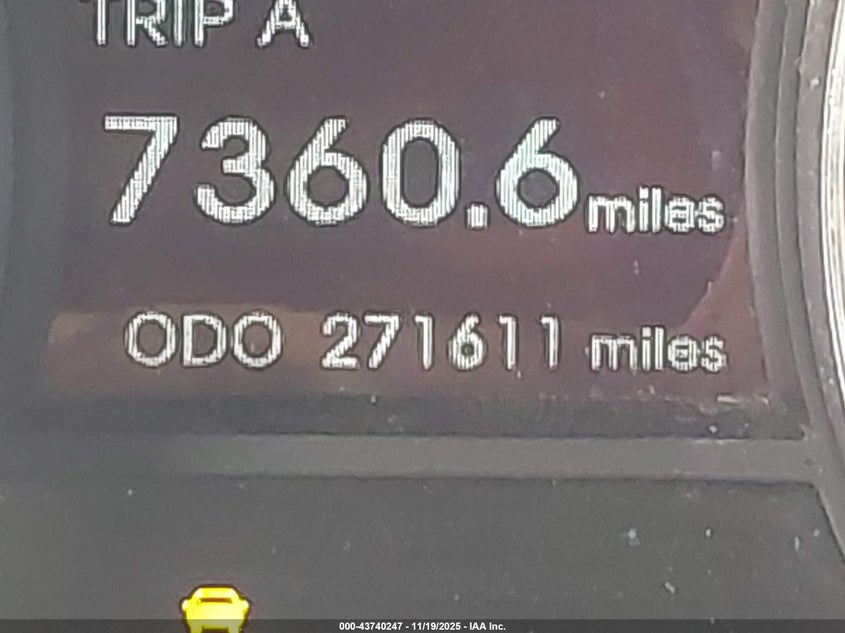 TRIP A
7360.6 miles
ODO 271611 miles
000-43740247 - 11/19/2025 - IAA Inc.